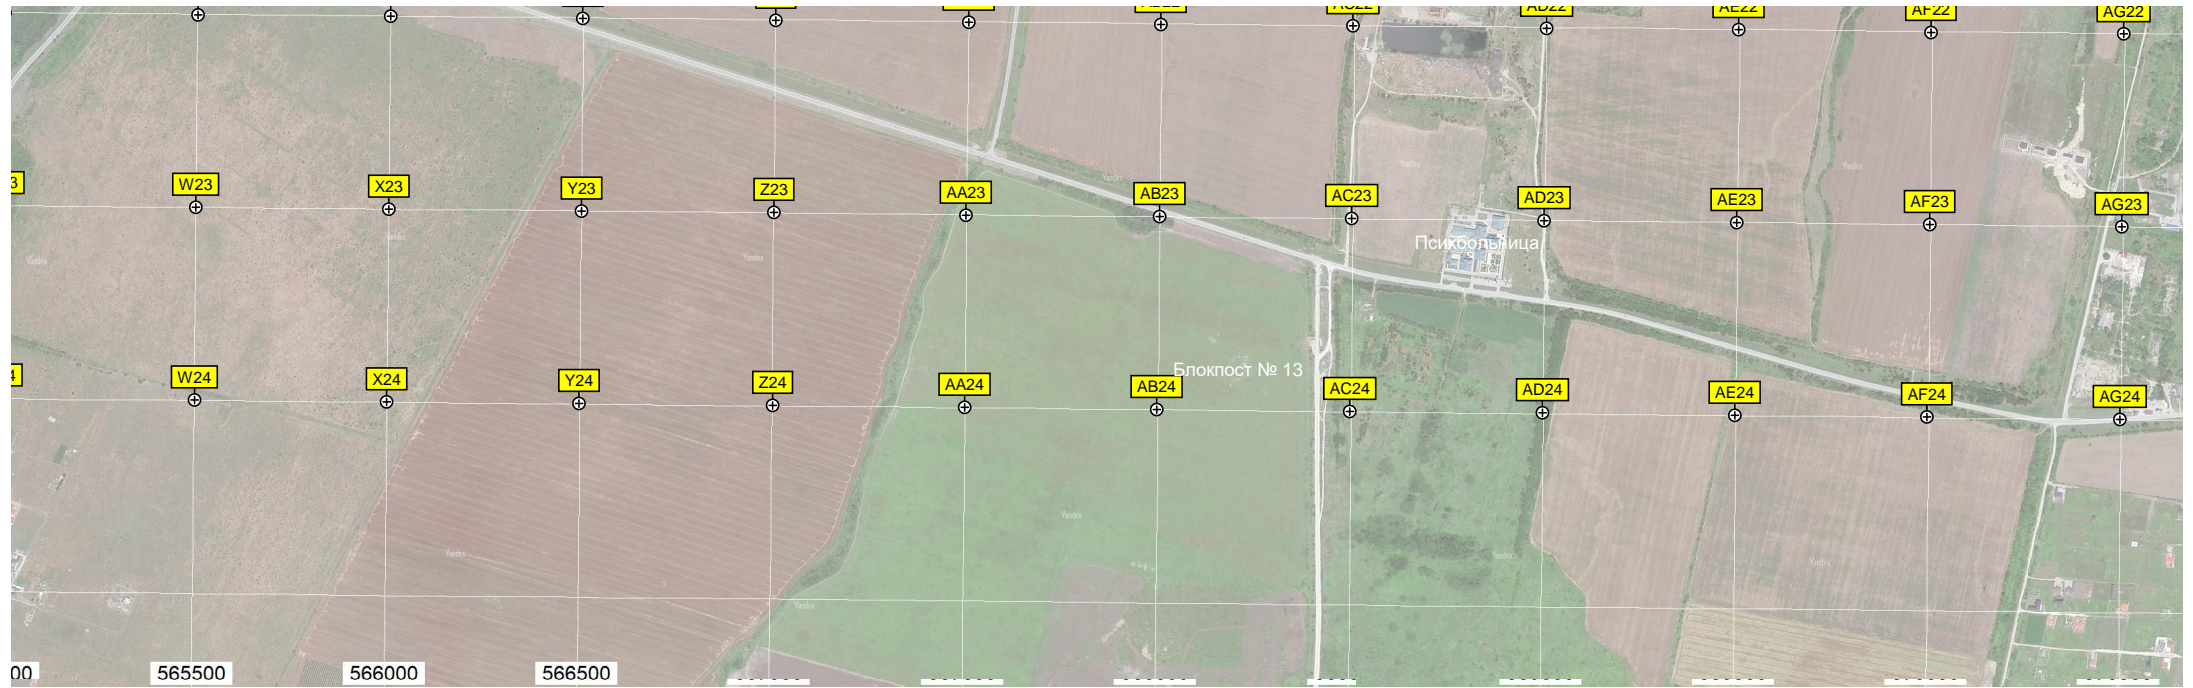 AG22
W23
X23
Y23
Z23
AA23
AB23
AC23
AD23
AE23
AF23
AG23
Психбольница
Блокпост № 13
W24
X24
Y24
Z24
AA24
AB24
AC24
AD24
AE24
AF24
AG24
565500
566000
566500